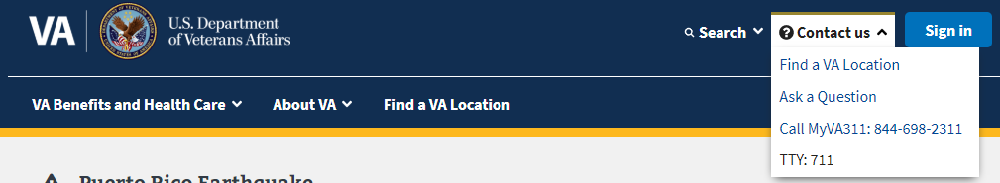 VA
U.S. Department
of Veterans Affairs
Search
Contact us
Sign in
Find a VA Location
Ask a Question
Call MyVA311: 844-698-2311
TTY: 711
VA Benefits and Health Care
About VA
Find a VA Location
Puerto Rico Earthquake